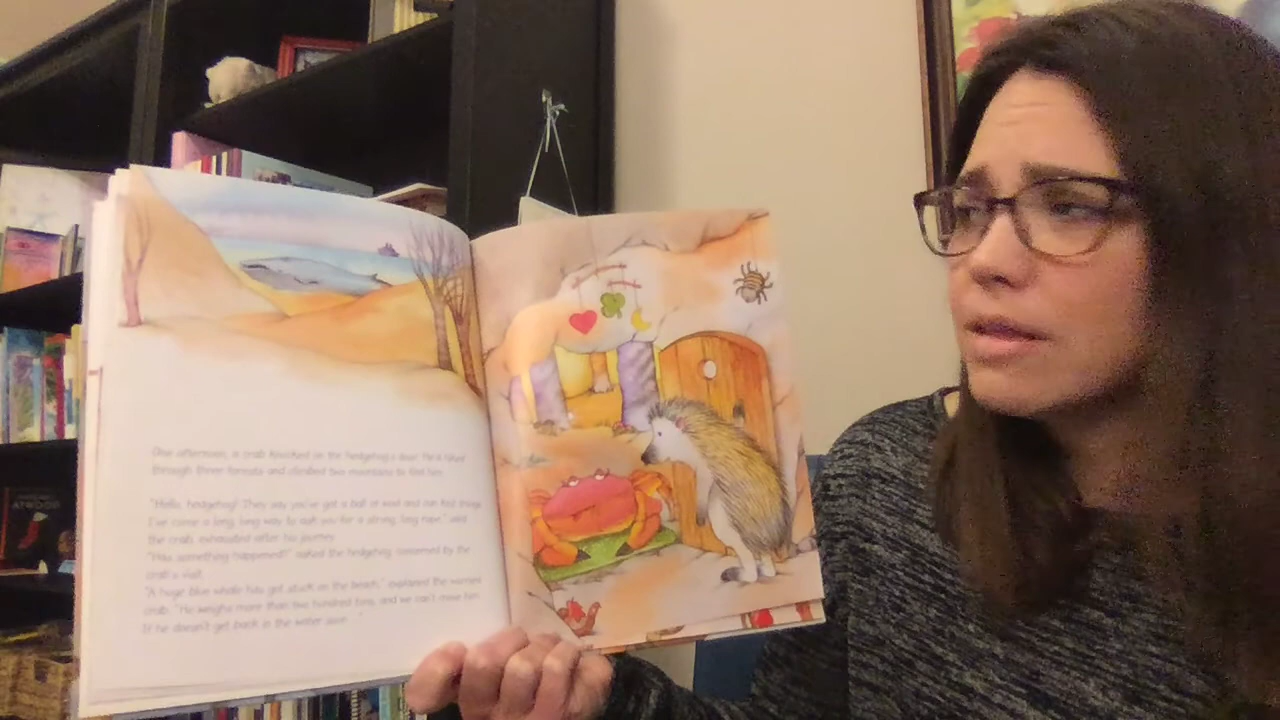 One afternoon, a crab knocked on the hedgehog's door. He'd hiked
through three forests and climbed two mountains to find him.
"Hello, hedgehog! They say you've got a ball of wool and can knit things.
I've come a long, long way to ask you for a strong, long rope," said
the crab, exhausted after his journey.
"Has something happened?" asked the hedgehog, concerned by the
crab's visit.
"A huge blue whale has got stuck on the beach," explained the worried
crab. "He weighs more than two hundred tons, and we can't move him.
If he doesn't get back in the water soon
ATWOOD